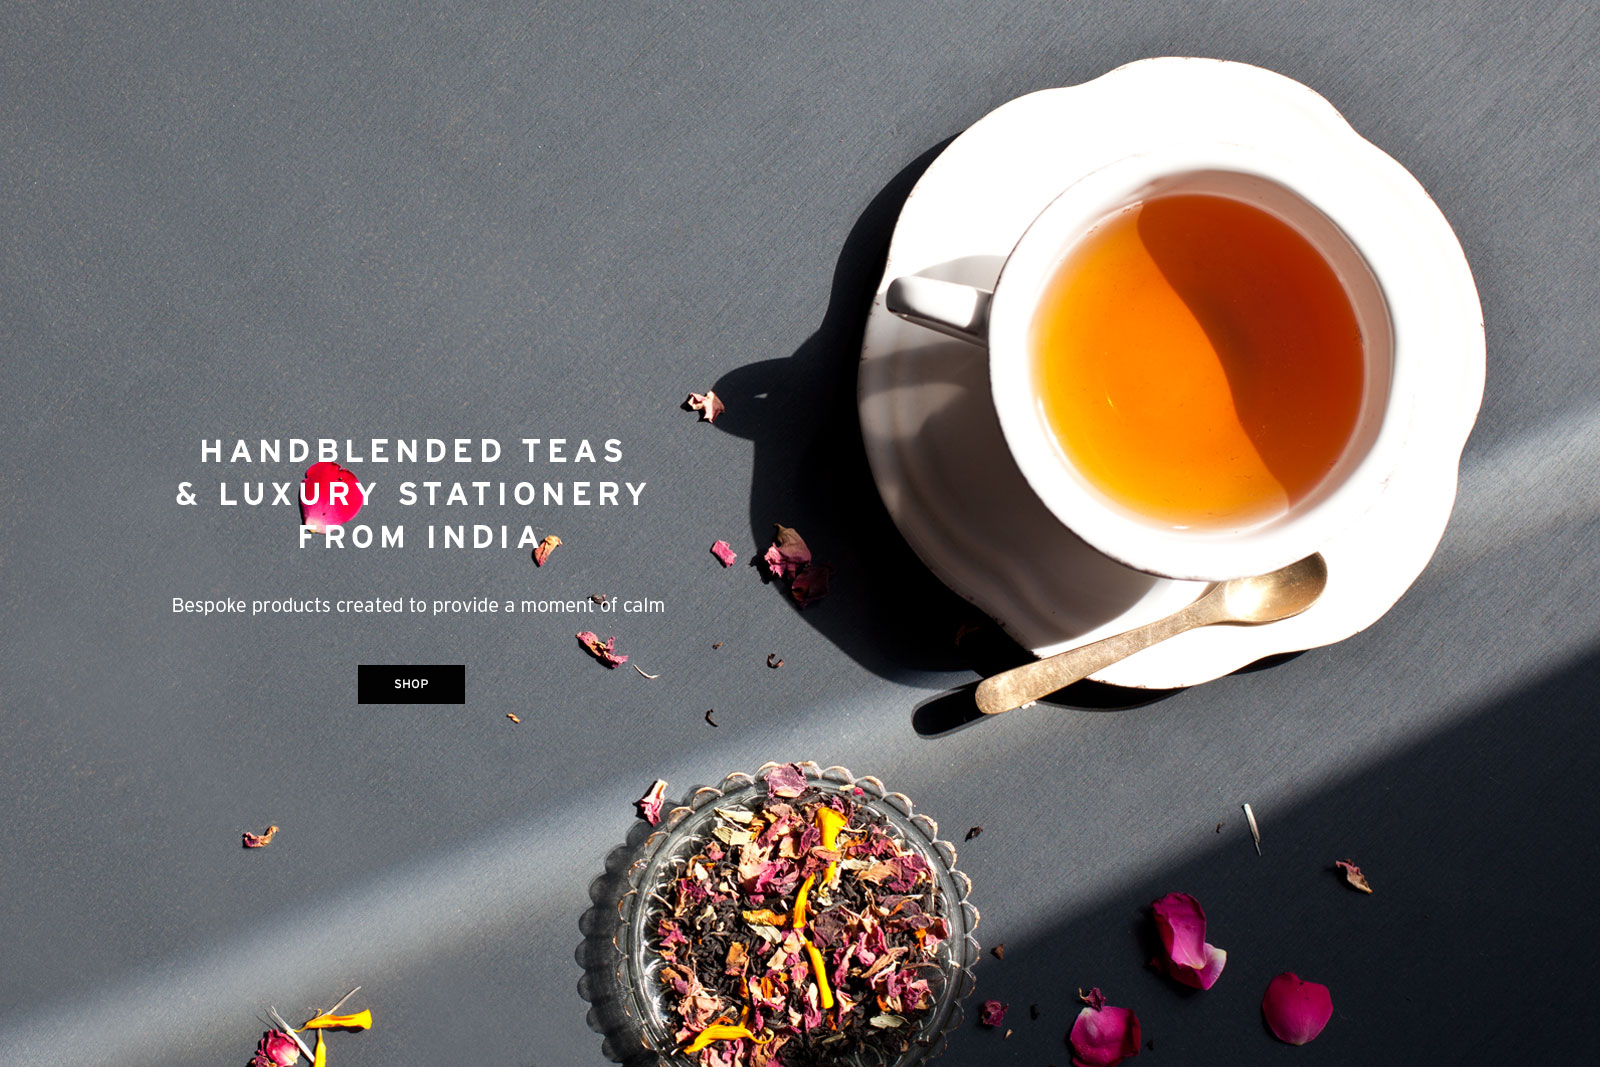 HANDBLENDED TEAS
& LUXURY STATIONERY
FROM INDIA
Bespoke products created to provide a moment of calm
SHOP